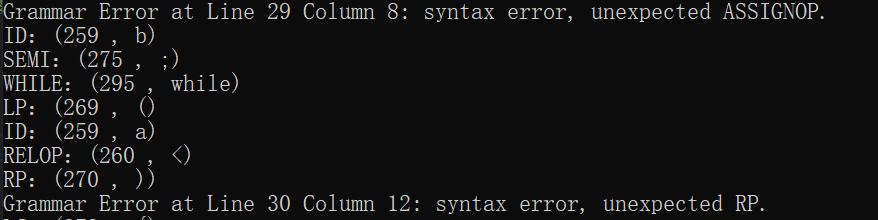 Grammar Error at Line 29 Column 8: syntax error, unexpected ASSIGNOP.
ID: (259 , b)
SEMI: (275 , ;)
WHILE: (295 , while)
LP: (269 , ()
ID: (259 , a)
RELOP: (260 , <)
RP: (270 , ))
Grammar Error at Line 30 Column 12: syntax error, unexpected RP.